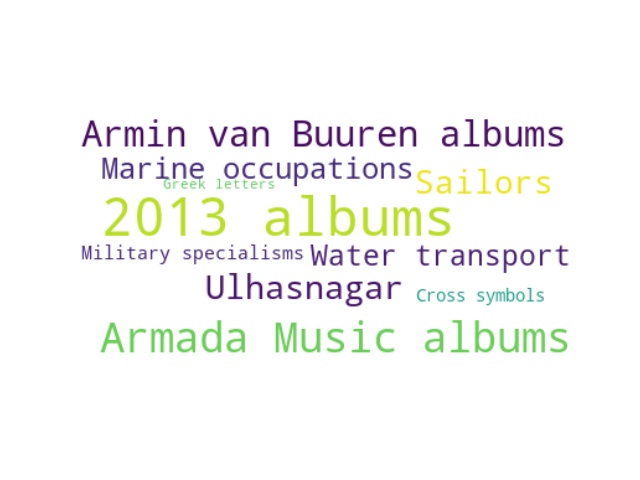 Armin van Buuren albums
Marine occupations
Sailors
Greek letters
2013 albums
Military specialisms
Water transport
Ulhasnagar
Cross symbols
Armada Music albums